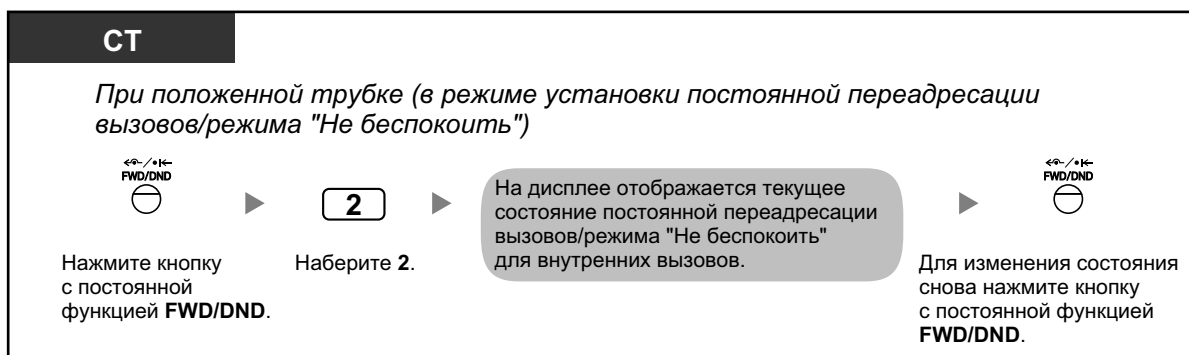 СТ
При положенной трубке (в режиме установки постоянной переадресации
вызовов/режима "Не беспокоить")
FWD/DND
2
На дисплее отображается текущее
состояние постоянной переадресации
вызовов/режима "Не беспокоить"
для внутренних вызовов.
FWD/DND
Нажмите кнопку
с постоянной
функцией FWD/DND.
Наберите 2.
Для изменения состояния
снова нажмите кнопку
с постоянной функцией
FWD/DND.